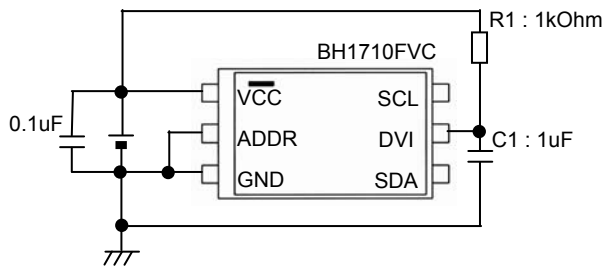 R1 : 1kOhm
BH1710FVC
VCC SCL
0.1uF
ADDR DVI
C1 : 1uF
GND SDA